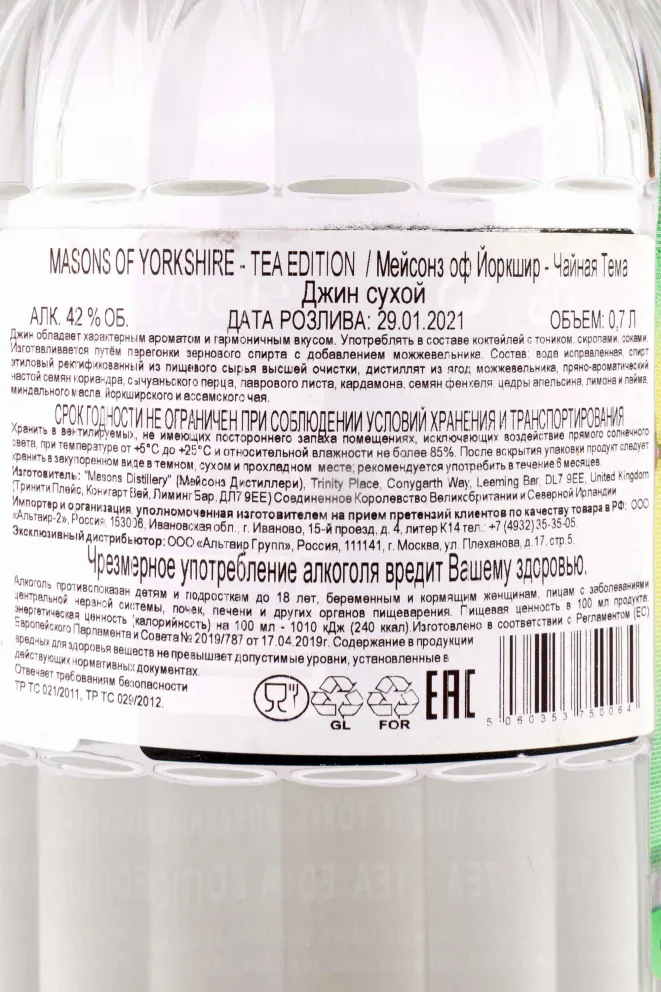 MASONS OF YORKSHIRE - TEA EDITION / Мейсонз оф Йоркшир - Чайная Тема
Джин сухой
АЛК. 42 % ОБ. ДАТА РОЗЛИВА: 29.01.2021 ОБЪЕМ: 0,7 Л
Джин обладает характерным ароматом и гармоничным вкусом. Употреблять в составе коктейлей с тоником, сиропами, соками.
Изготавливается путём перегонки зернового спирта с добавлением можжевельника. Состав: вода исправленная, спирт
этиловый ректификованный из пищевого сырья высшей очистки, дистиллят из ягод можжевельника, пряно-ароматический
настой семян кориандра, сычуаньского перца, лаврового листа, кардамона, семян фенхеля, цедры апельсина, лимона и лайма,
миндального масла, йоркширского и ассамского чая.
СРОК ГОДНОСТИ НЕ ОГРАНИЧЕН ПРИ СОБЛЮДЕНИИ УСЛОВИЙ ХРАНЕНИЯ И ТРАНСПОРТИРОВАНИЯ
Хранить в вентилируемых, не имеющих постороннего запаха помещениях, исключающих воздействие прямого солнечного
света, при температуре от +5°C до +25°C и относительной влажности не более 85%. После вскрытия упаковки продукт следует
хранить в закупоренном виде в темном, сухом и прохладном месте; рекомендуется употребить в течение 6 месяцев.
Изготовитель: "Masons Distillery" (Мейсонз Дистиллери), Trinity Place, Conygarth Way, Leeming Bar, DL7 9EE, United Kingdom
(Тринити Плейс, Конигарт Вей, Лиминг Бар, ДЛ7 9ЕЕ) Соединенное Королевство Великобритании и Северной Ирландии
Импортер и организация, уполномоченная изготовителем на прием претензий клиентов по качеству товара в РФ: ООО
«Альтаир-2», Россия, 153006, Ивановская обл., г. Иваново, 15-й проезд, д. 4, литер К14 тел.: +7 (4932) 35-35-05.
Эксклюзивный дистрибьютор: ООО «Альтаир Групп», Россия, 111141, г. Москва, ул. Плеханова, д.17, стр.5.
Чрезмерное употребление алкоголя вредит Вашему здоровью.
Алкоголь противопоказан детям и подросткам до 18 лет, беременным и кормящим женщинам, лицам с заболеваниями
центральной нервной системы, почек, печени и других органов пищеварения. Пищевая ценность в 100 мл продукта:
энергетическая ценность (калорийнсть) на 100 мл - 1010 кДж (240 ккал).Изготовлено в соответствии с Регламентом (ЕС)
Европейского Парламента и Совета № 2019/787 от 17.04.2019г. Содержание в продукции
вредных для здоровья веществ не превышает допустимые уровни, установленные в
действующих нормативных документах.
Отвечает требованиям безопасности
ТР ТС 021/2011, ТР ТС 029/2012.
GL FOR EAC
5 060353 750064